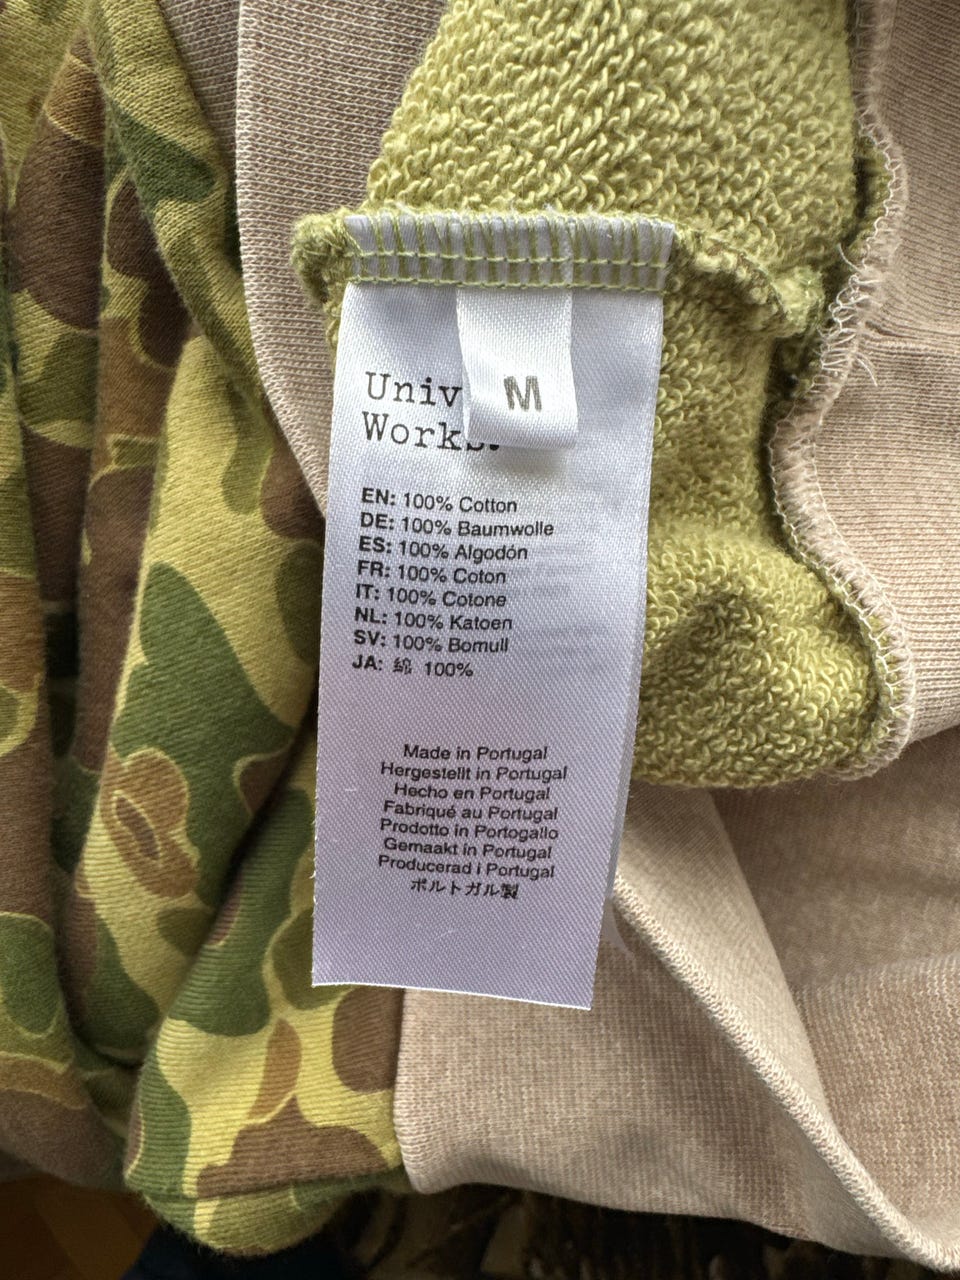 M
Univ
Works.
EN: 100% Cotton
DE: 100% Baumwolle
ES: 100% Algodón
FR: 100% Coton
IT: 100% Cotone
NL: 100% Katoen
SV: 100% Bomull
JA: 綿 100%
Made in Portugal
Hergestellt in Portugal
Hecho en Portugal
Fabriqué au Portugal
Prodotto in Portogallo
Gemaakt in Portugal
Producerad i Portugal
ポルトガル製